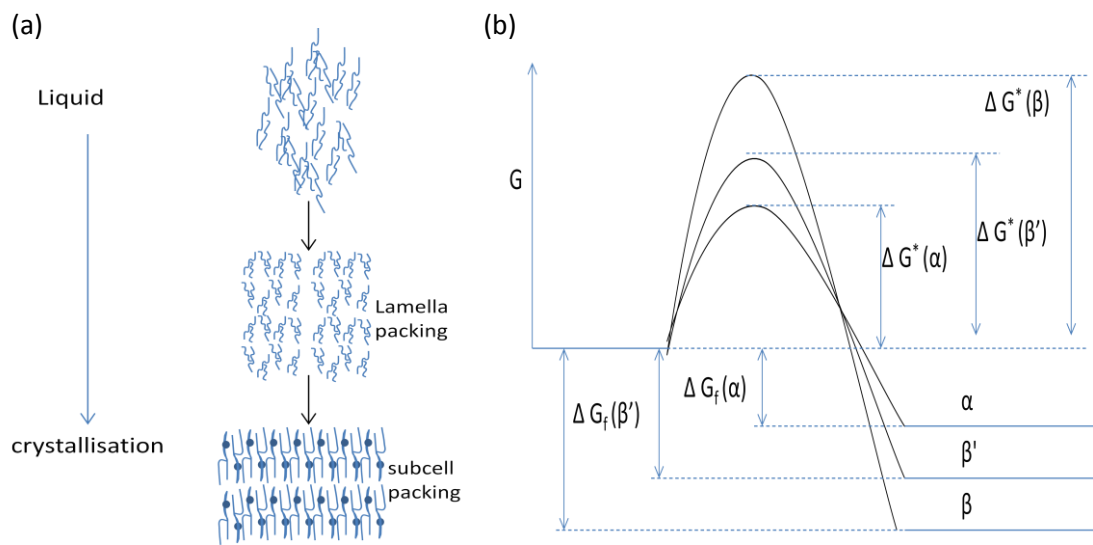 (a)
Liquid
Lamella
packing
crystallisation
subcell
packing
(b)
G
Δ G* (β)
Δ G* (β’)
Δ G* (α)
Δ Gf (α)
Δ Gf (β’)
α
β'
β